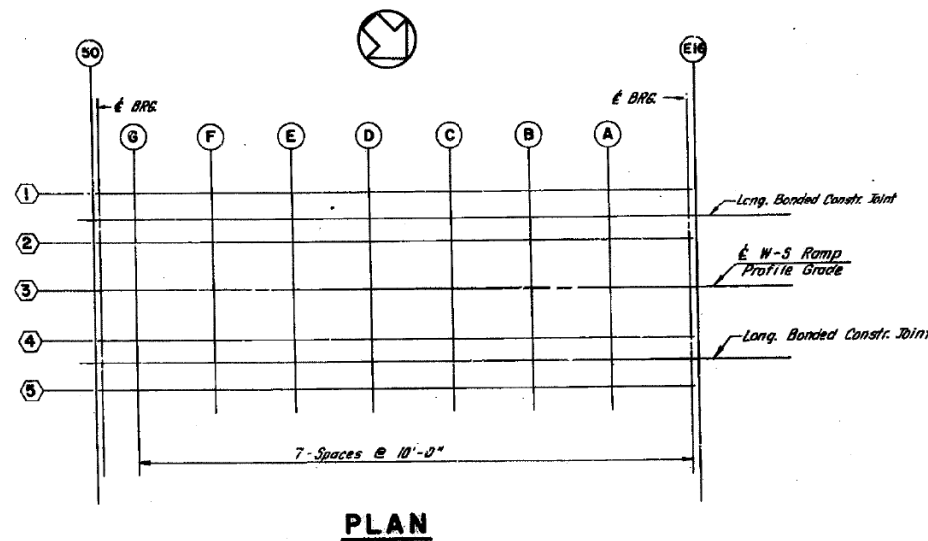 50
E16
℄ BRG.
℄ BRG.
G F E D C B A
1
Long. Bonded Constr. Joint
2
℄ W-S Ramp
Profile Grade
3
4
Long. Bonded Constr. Joint
5
7-Spaces @ 10'-0"
PLAN